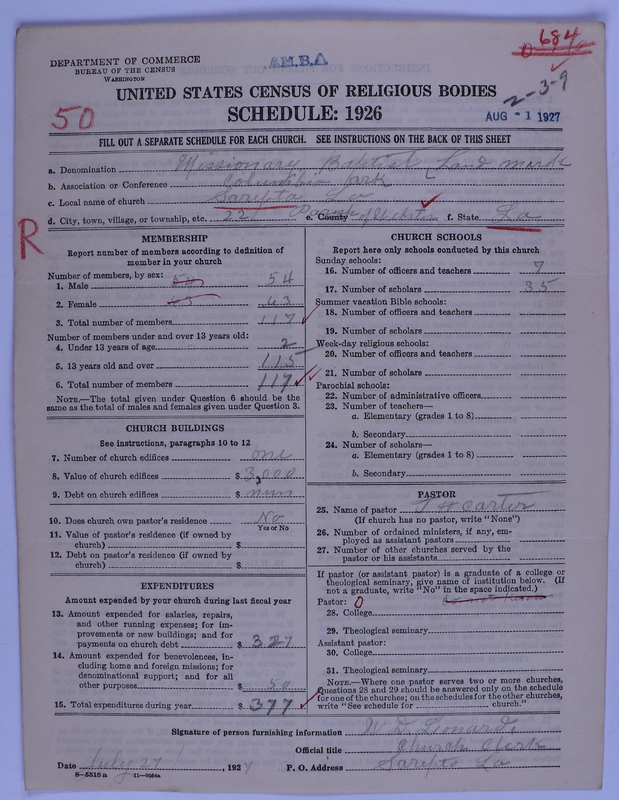 684
DEPARTMENT OF COMMERCE
BUREAU OF THE CENSUS
WASHINGTON
A.B.A
2-3-9
UNITED STATES CENSUS OF RELIGIOUS BODIES
SCHEDULE: 1926
50
AUG -1 1927
FILL OUT A SEPARATE SCHEDULE FOR EACH CHURCH. SEE INSTRUCTIONS ON THE BACK OF THIS SHEET
a. Denomination Missionary Baptist Land mark
b. Association or Conference Columbia
c. Local name of church Sarepta La
d. City, town, village, or township, etc. 22 Parish e. County of Webster f. State La
R
MEMBERSHIP
Report number of members according to definition of member in your church
Number of members, by sex:
1. Male 54
2. Female 63
3. Total number of members 117
Number of members under and over 13 years old:
4. Under 13 years of age 2
5. 13 years old and over 115
6. Total number of members 117
NOTE.—The total given under Question 6 should be the same as the total of males and females given under Question 3.
CHURCH BUILDINGS
See instructions, paragraphs 10 to 12
7. Number of church edifices one
8. Value of church edifices $ 3,000
9. Debt on church edifices $
10. Does church own pastor's residence No
Yes or No
11. Value of pastor's residence (if owned by church) $
12. Debt on pastor's residence (if owned by church) $
EXPENDITURES
Amount expended by your church during last fiscal year
13. Amount expended for salaries, repairs, and other running expenses; for improvements or new buildings; and for payments on church debt $ 327
14. Amount expended for benevolences, including home and foreign missions; for denominational support; and for all other purposes $ 50
15. Total expenditures during year $ 377
CHURCH SCHOOLS
Report here only schools conducted by this church
Sunday schools:
16. Number of officers and teachers 7
17. Number of scholars 35
Summer vacation Bible schools:
18. Number of officers and teachers
19. Number of scholars
Week-day religious schools:
20. Number of officers and teachers
21. Number of scholars
Parochial schools:
22. Number of administrative officers
23. Number of teachers—
a. Elementary (grades 1 to 8)
b. Secondary
24. Number of scholars—
a. Elementary (grades 1 to 8)
b. Secondary
PASTOR
25. Name of pastor Carter
(If church has no pastor, write "None")
26. Number of ordained ministers, if any, employed as assistant pastors
27. Number of other churches served by the pastor or his assistants
If pastor (or assistant pastor) is a graduate of a college or theological seminary, give name of institution below. (If not a graduate, write "No" in the space indicated.)
Pastor: 0
28. College
29. Theological seminary
Assistant pastor:
30. College
31. Theological seminary
NOTE.—Where one pastor serves two or more churches, Questions 28 and 29 should be answered only on the schedule for one of the churches; on the schedules for the other churches, write "See schedule for church."
Signature of person furnishing information W. D. Leonards
Official title Church Clerk
Date July 27, 1927 P. O. Address Sarepta La
8—5518a 11—9054a